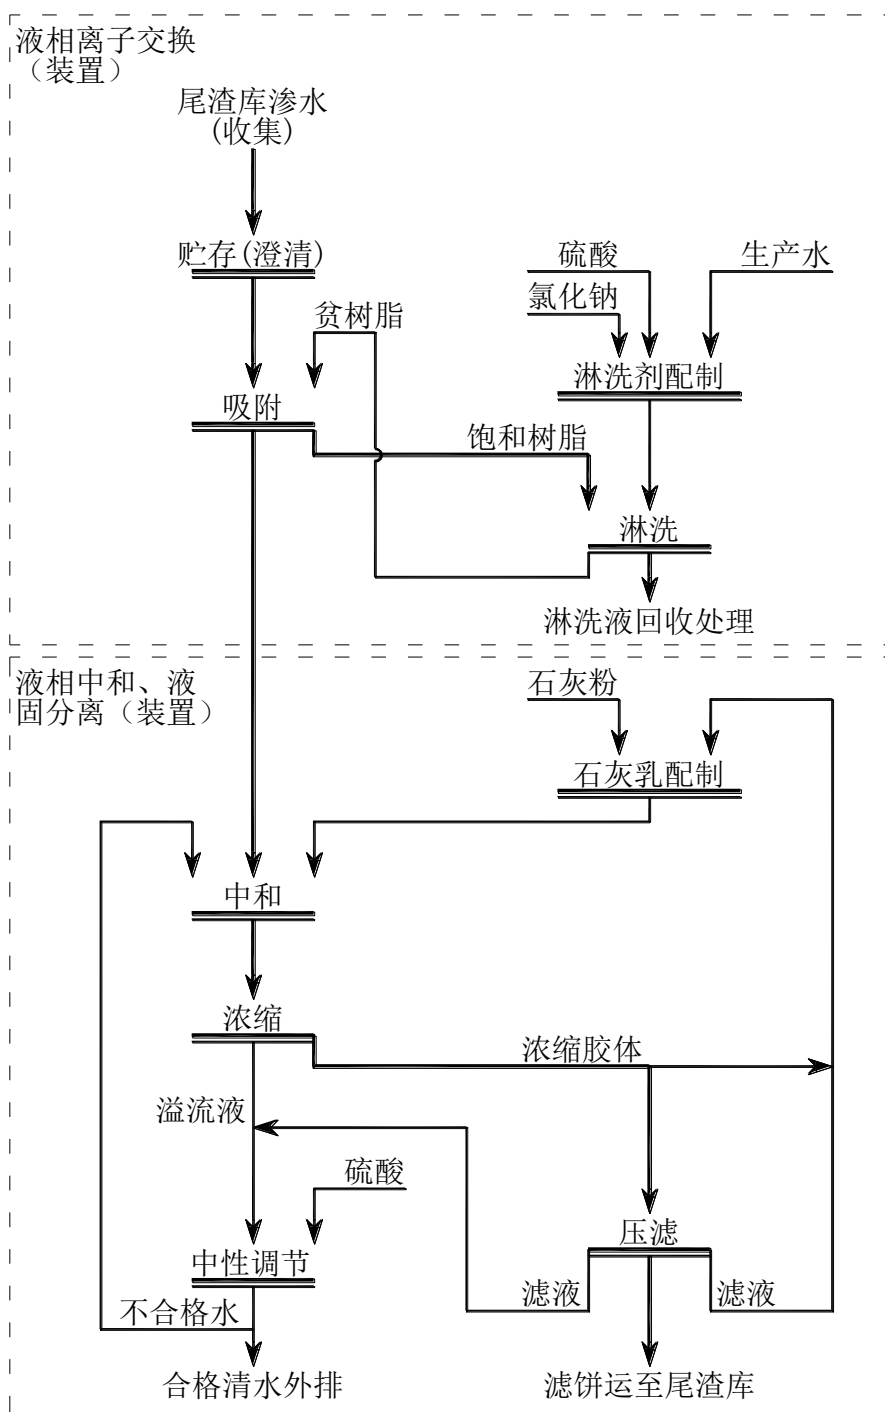 液相离子交换
（装置）
尾渣库渗水
(收集)
贮存(澄清)
硫酸
生产水
氯化钠
贫树脂
淋洗剂配制
吸附
饱和树脂
淋洗
淋洗液回收处理
液相中和、液
固分离（装置）
石灰粉
石灰乳配制
中和
浓缩
浓缩胶体
溢流液
硫酸
压滤
中性调节
滤液
滤液
不合格水
合格清水外排
滤饼运至尾渣库